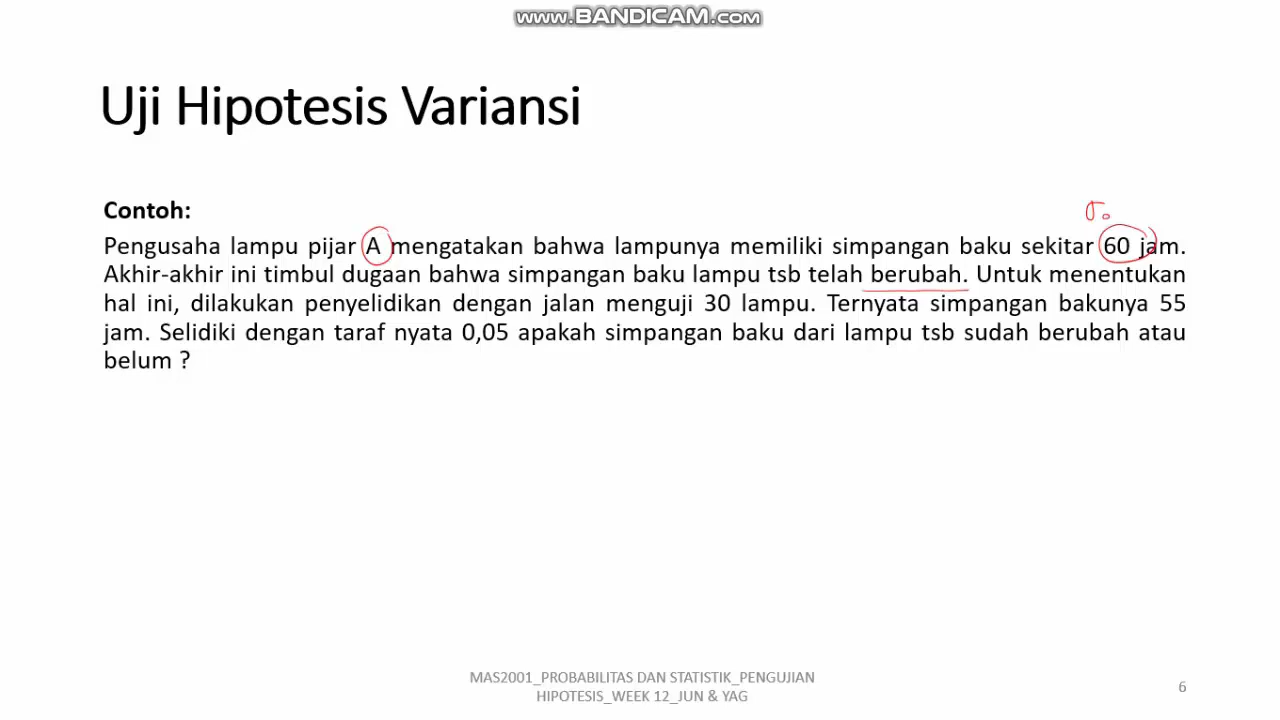 www.BANDICAM.com
Uji Hipotesis Variansi
Contoh:
σ₀
Pengusaha lampu pijar A mengatakan bahwa lampunya memiliki simpangan baku sekitar 60 jam.
Akhir-akhir ini timbul dugaan bahwa simpangan baku lampu tsb telah berubah. Untuk menentukan
hal ini, dilakukan penyelidikan dengan jalan menguji 30 lampu. Ternyata simpangan bakunya 55
jam. Selidiki dengan taraf nyata 0,05 apakah simpangan baku dari lampu tsb sudah berubah atau
belum ?
MAS2001_PROBABILITAS DAN STATISTIK_PENGUJIAN
HIPOTESIS_WEEK 12_JUN & YAG
6